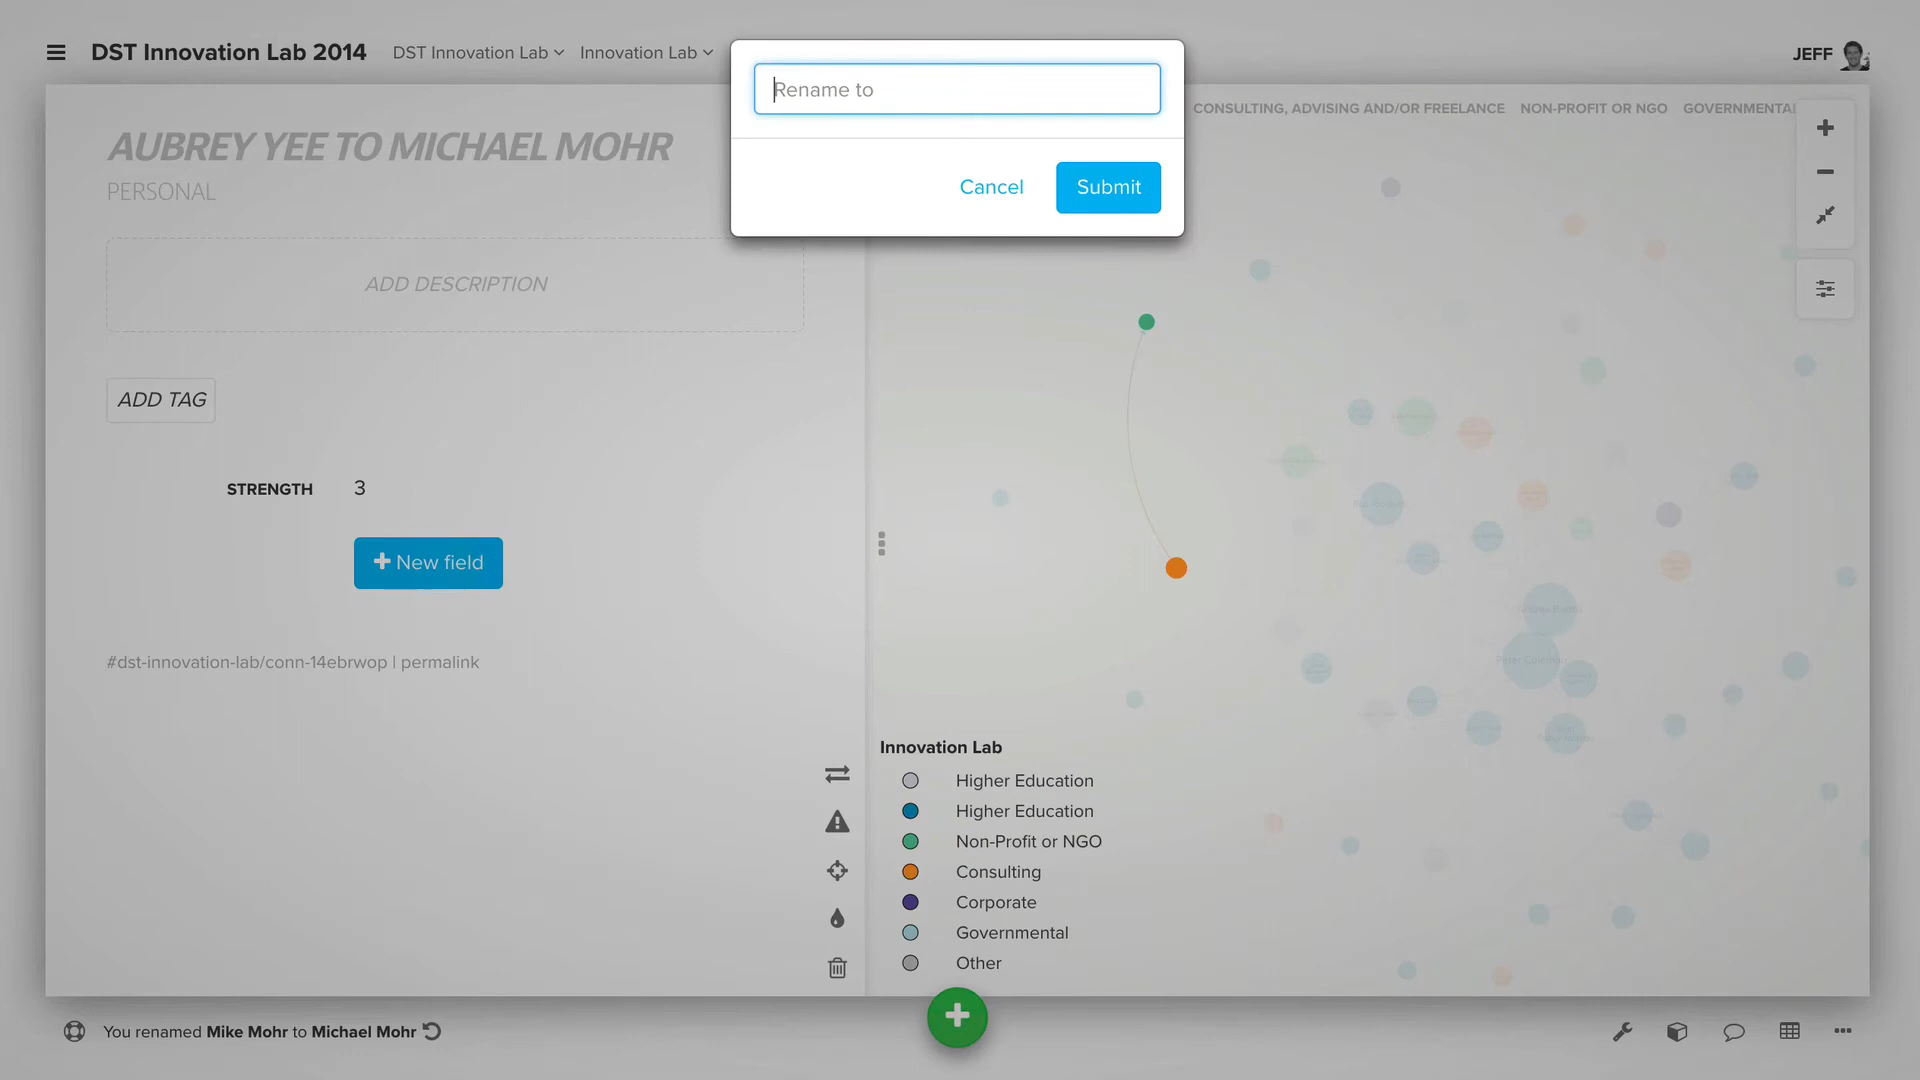 DST Innovation Lab 2014
DST Innovation Lab
Innovation Lab
JEFF
Rename to
Cancel
Submit
CONSULTING, ADVISING AND/OR FREELANCE
NON-PROFIT OR NGO
GOVERNMENTAL
AUBREY YEE TO MICHAEL MOHR
PERSONAL
ADD DESCRIPTION
ADD TAG
STRENGTH 3
New field
#dst-innovation-lab/conn-14ebrwop | permalink
Innovation Lab
Higher Education
Higher Education
Non-Profit or NGO
Consulting
Corporate
Governmental
Other
You renamed Mike Mohr to Michael Mohr